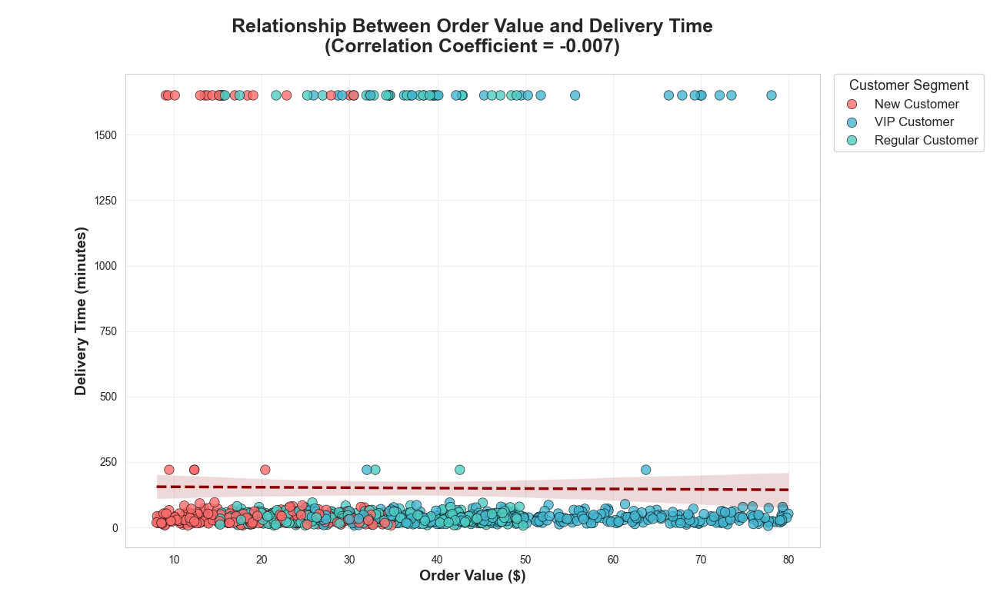 Relationship Between Order Value and Delivery Time
(Correlation Coefficient = -0.007)
Customer Segment
New Customer
VIP Customer
Regular Customer
Delivery Time (minutes)
1500
1250
1000
750
500
250
0
10 20 30 40 50 60 70 80
Order Value ($)